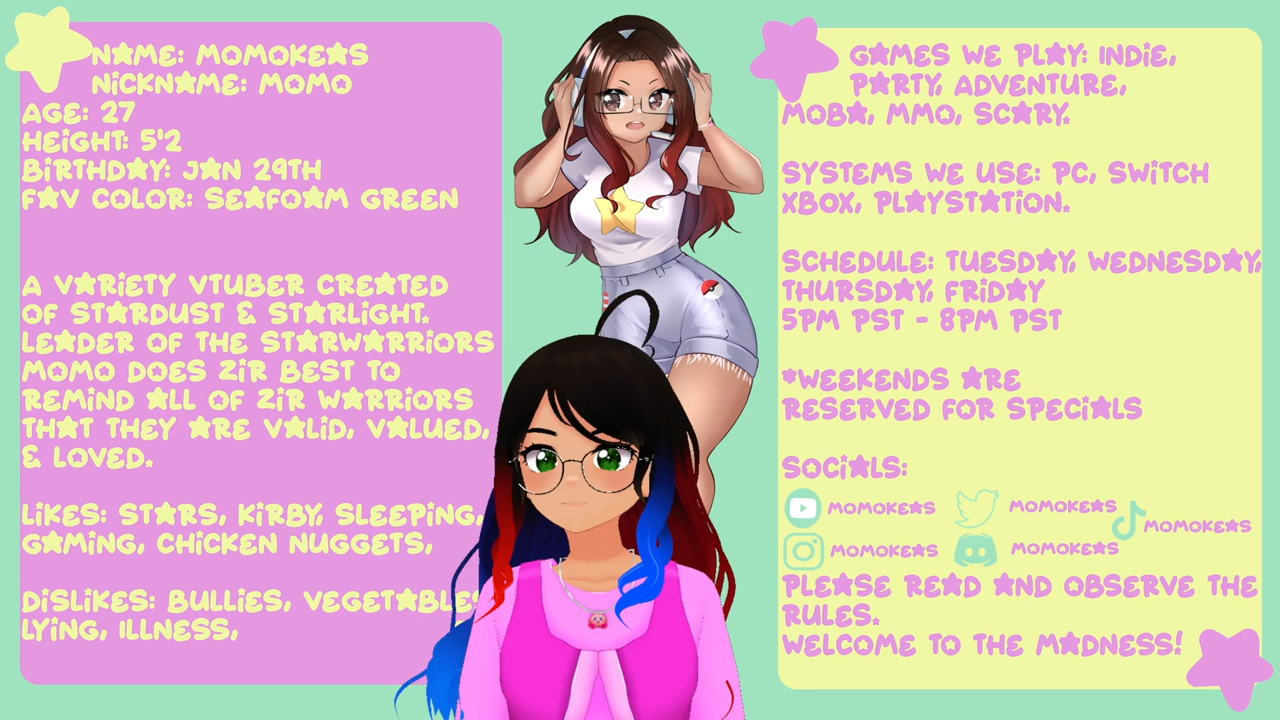 NAME: MOMOKEAS
NICKNAME: MOMO
AGE: 27
HEIGHT: 5'2
BIRTHDAY: JAN 29TH
FAV COLOR: SEAFOAM GREEN
A VARIETY VTUBER CREATED
OF STARDUST & STARLIGHT.
LEADER OF THE STARWARRIORS
MOMO DOES ZIR BEST TO
REMIND ALL OF ZIR WARRIORS
THAT THEY ARE VALID, VALUED,
& LOVED.
LIKES: STARS, KIRBY, SLEEPING,
GAMING, CHICKEN NUGGETS,
DISLIKES: BULLIES, VEGETABLES
LYING, ILLNESS,
GAMES WE PLAY: INDIE,
PARTY, ADVENTURE,
MOBA, MMO, SCARY.
SYSTEMS WE USE: PC, SWITCH
XBOX, PLAYSTATION.
SCHEDULE: TUESDAY, WEDNESDAY,
THURSDAY, FRIDAY
5PM PST - 8PM PST
*WEEKENDS ARE
RESERVED FOR SPECIALS
SOCIALS:
MOMOKEAS MOMOKEAS MOMOKEAS
MOMOKEAS MOMOKEAS
PLEASE READ AND OBSERVE THE
RULES.
WELCOME TO THE MADNESS!